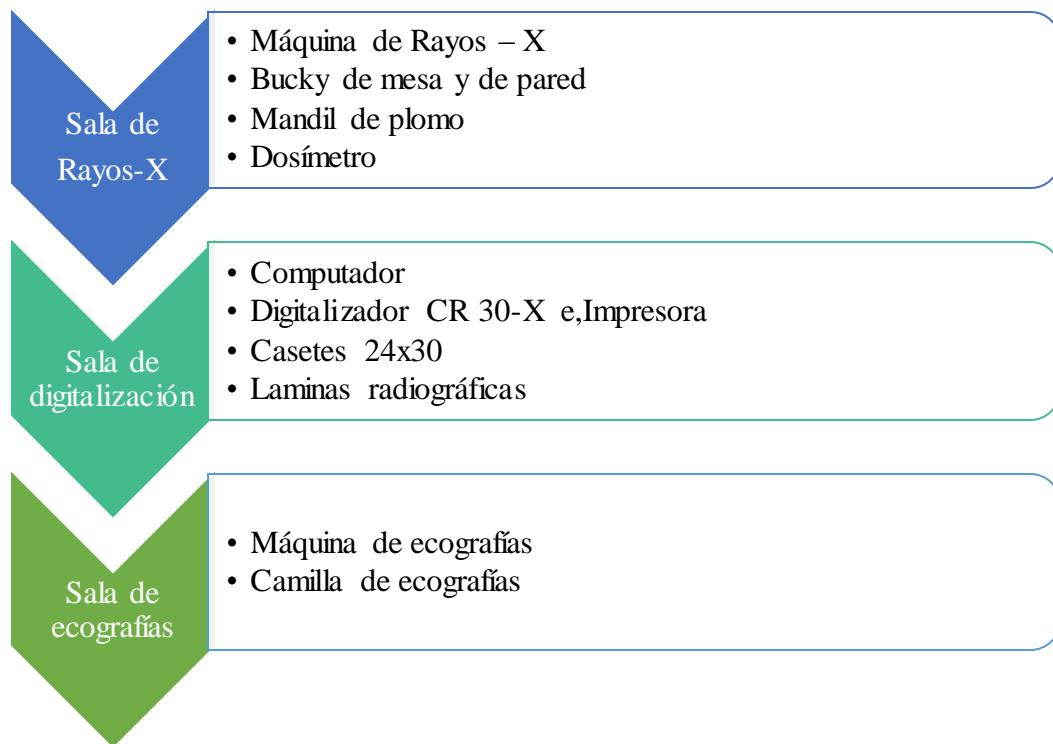 Sala de
Rayos-X
• Máquina de Rayos – X
• Bucky de mesa y de pared
• Mandil de plomo
• Dosímetro
Sala de
digitalización
• Computador
• Digitalizador CR 30-X e,Impresora
• Casetes 24x30
• Laminas radiográficas
Sala de
ecografías
• Máquina de ecografías
• Camilla de ecografías